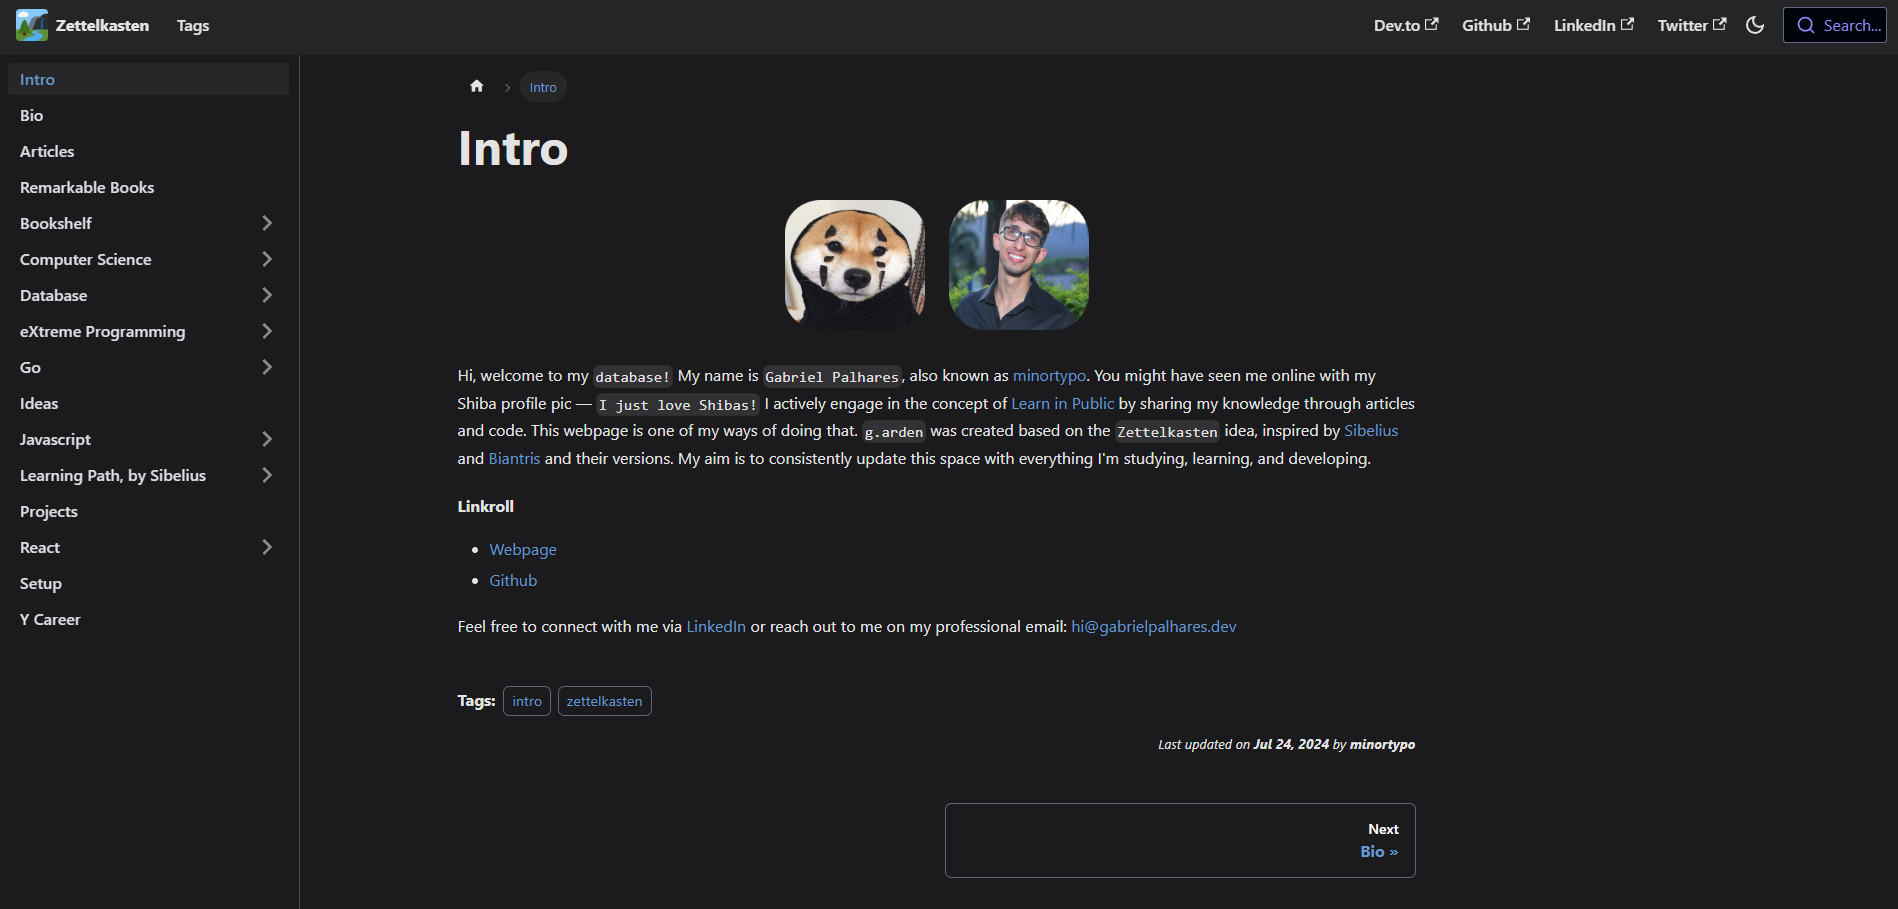 Zettelkasten Tags Dev.to Github LinkedIn Twitter Search...
Intro
Bio
Articles
Remarkable Books
Bookshelf
Computer Science
Database
eXtreme Programming
Go
Ideas
Javascript
Learning Path, by Sibelius
Projects
React
Setup
Y Career
Intro
Intro
Hi, welcome to my database! My name is Gabriel Palhares, also known as minortypo. You might have seen me online with my
Shiba profile pic — I just love Shibas! I actively engage in the concept of Learn in Public by sharing my knowledge through articles
and code. This webpage is one of my ways of doing that. g.arden was created based on the Zettelkasten idea, inspired by Sibelius
and Biantris and their versions. My aim is to consistently update this space with everything I'm studying, learning, and developing.
Linkroll
Webpage
Github
Feel free to connect with me via LinkedIn or reach out to me on my professional email: hi@gabrielpalhares.dev
Tags: intro zettelkasten
Last updated on Jul 24, 2024 by minortypo
Next
Bio »